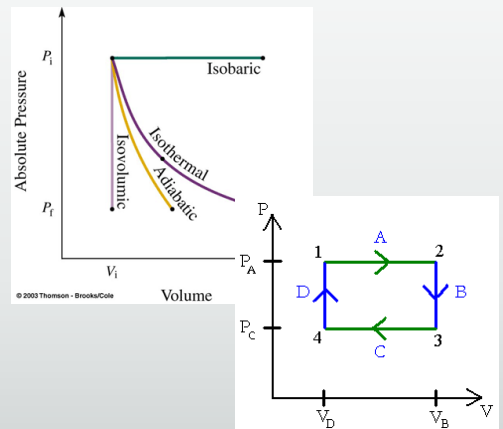 Absolute Pressure
Pi
Pf
Isobaric
Isothermal
Adiabatic
Isovolumic
Vi
Volume
© 2003 Thomson - Brooks/Cole
P
PA
PC
1
A
2
D
B
4
C
3
VD
VB
V